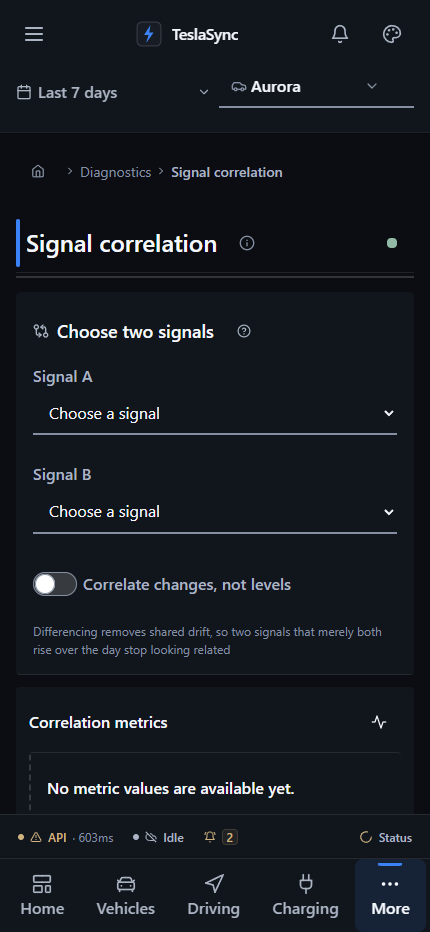 TeslaSync
Last 7 days
Aurora
Diagnostics
Signal correlation
Signal correlation
Choose two signals
Signal A
Choose a signal
Signal B
Choose a signal
Correlate changes, not levels
Differencing removes shared drift, so two signals that merely both
rise over the day stop looking related
Correlation metrics
No metric values are available yet.
API · 603ms
Idle
2
Status
Home
Vehicles
Driving
Charging
More